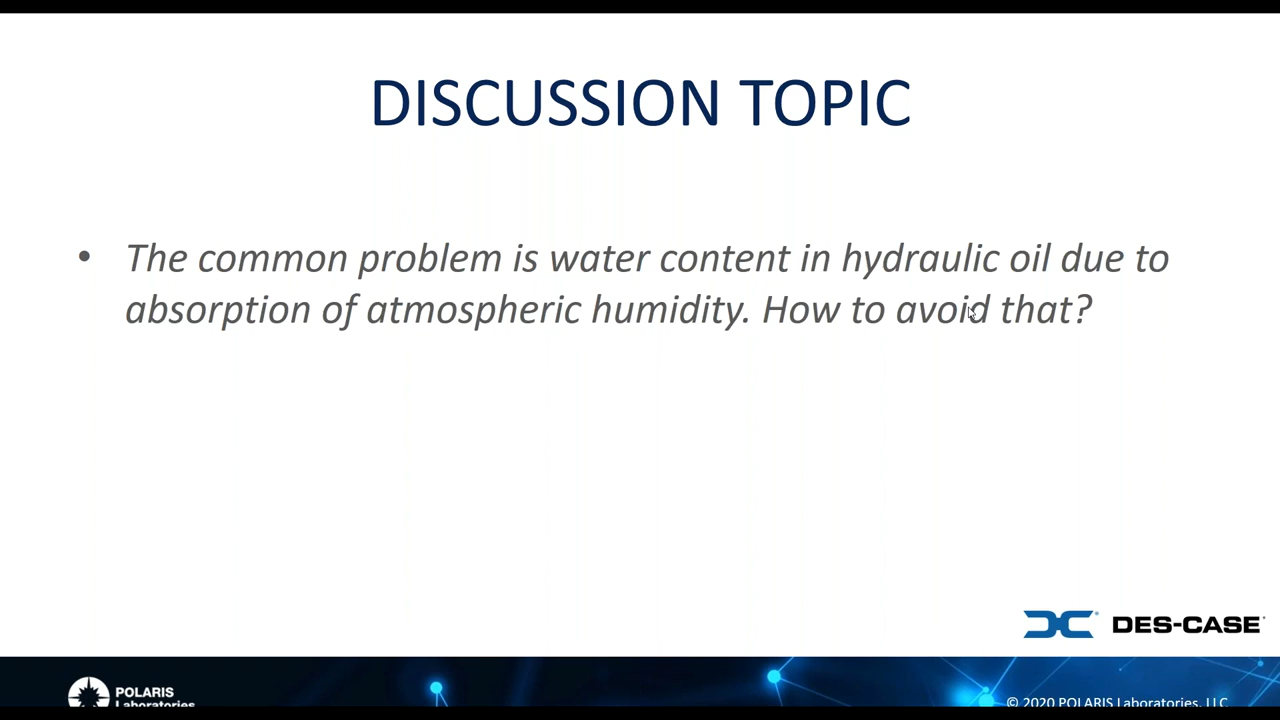 DISCUSSION TOPIC
• The common problem is water content in hydraulic oil due to
absorption of atmospheric humidity. How to avoid that?
DES-CASE®
POLARIS
Laboratories
© 2020 POLARIS Laboratories, LLC